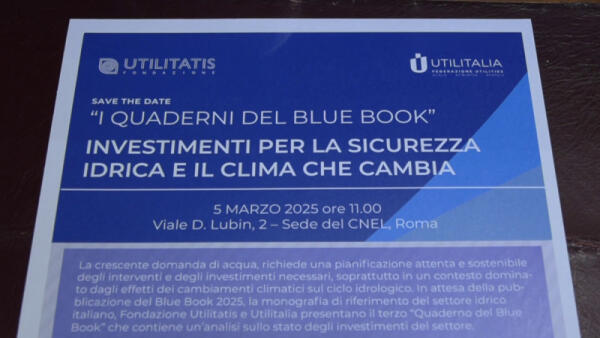 UTILITATIS
FONDAZIONE
UTILITALIA
FEDERAZIONE UTILITIES
SAVE THE DATE
"I QUADERNI DEL BLUE BOOK"
INVESTIMENTI PER LA SICUREZZA
IDRICA E IL CLIMA CHE CAMBIA
5 MARZO 2025 ore 11.00
Viale D. Lubin, 2 – Sede del CNEL, Roma
La crescente domanda di acqua, richiede una pianificazione attenta e sostenibile
degli interventi e degli investimenti necessari, soprattutto in un contesto domina-
to dagli effetti dei cambiamenti climatici sul ciclo idrologico. In attesa della pub-
blicazione del Blue Book 2025, la monografia di riferimento del settore idrico
italiano, Fondazione Utilitatis e Utilitalia presentano il terzo "Quaderno del Blue
Book" che contiene un'analisi sullo stato degli investimenti del settore.